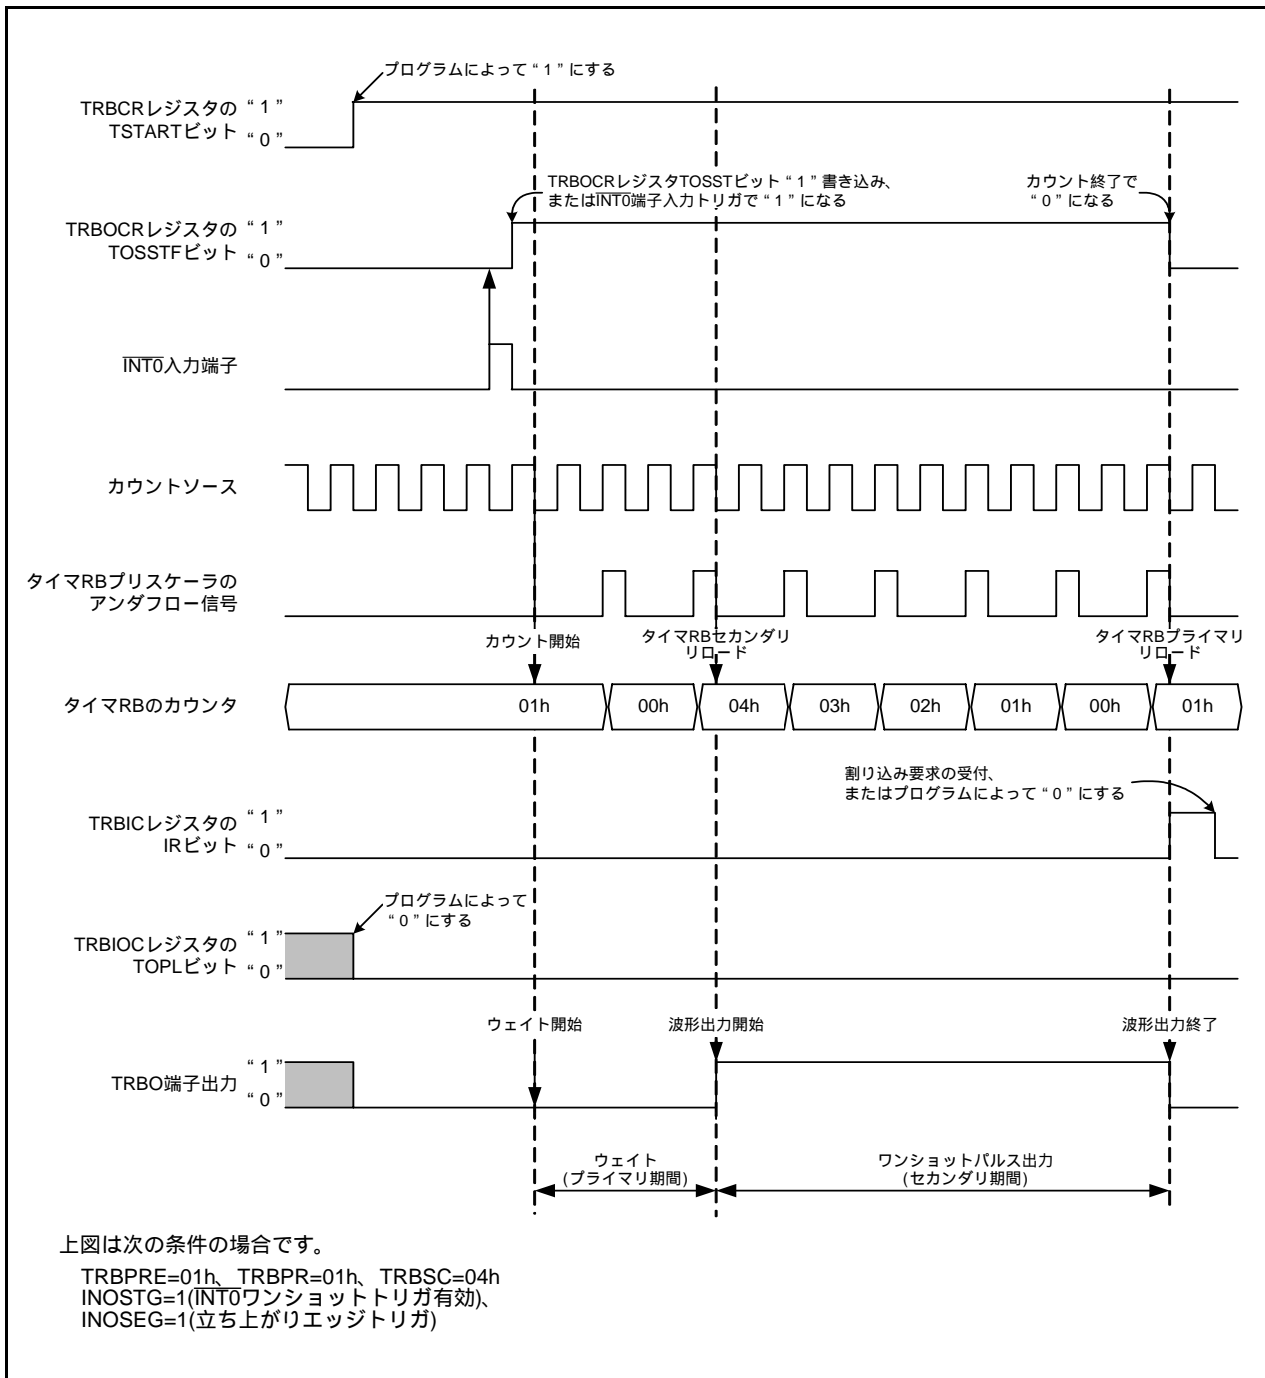 プログラムによって“1”にする
TRBCRレジスタの “1”
TSTARTビット “0”
TRBOCRレジスタTOSSTビット“1”書き込み、
またはINT0端子入力トリガで“1”になる
カウント終了で
“0”になる
TRBOCRレジスタの “1”
TOSSTFビット “0”
INT0入力端子
カウントソース
タイマRBプリスケーラの
アンダフロー信号
カウント開始
タイマRBセカンダリ
リロード
タイマRBプライマリ
リロード
タイマRBのカウンタ 01h 00h 04h 03h 02h 01h 00h 01h
割り込み要求の受付、
またはプログラムによって“0”にする
TRBICレジスタの “1”
IRビット “0”
プログラムによって
“0”にする
TRBIOCレジスタの “1”
TOPLビット “0”
ウェイト開始 波形出力開始 波形出力終了
“1”
TRBO端子出力
“0”
ウェイト
(プライマリ期間)
ワンショットパルス出力
(セカンダリ期間)
上図は次の条件の場合です。
TRBPRE=01h、TRBPR=01h、TRBSC=04h
INOSTG=1(INT0ワンショットトリガ有効)、
INOSEG=1(立ち上がりエッジトリガ)